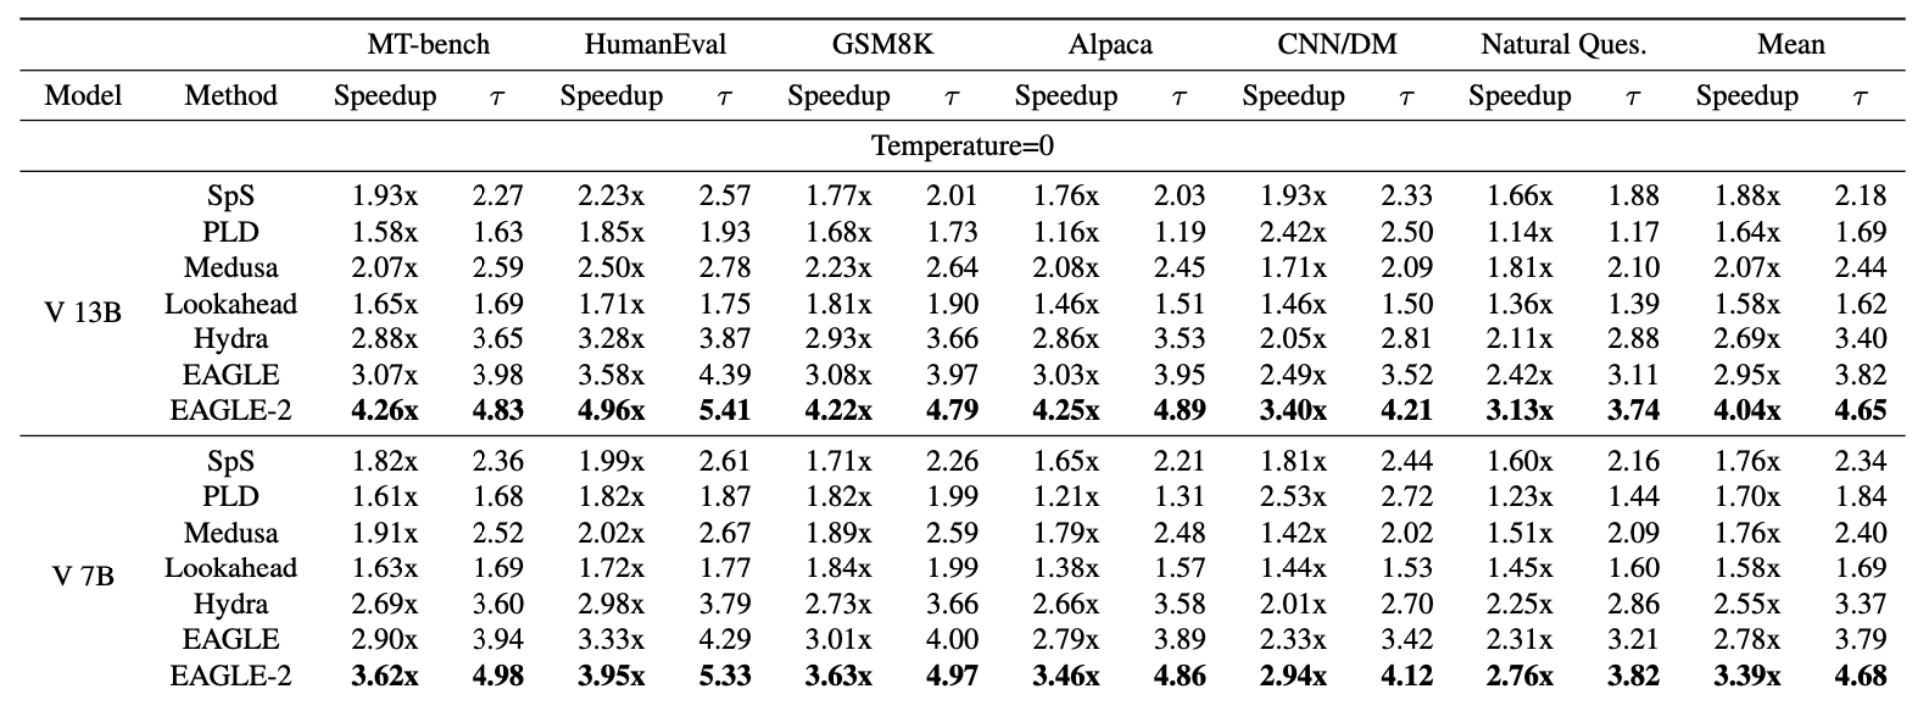 MT-bench HumanEval GSM8K Alpaca CNN/DM Natural Ques. Mean
Model Method Speedup τ Speedup τ Speedup τ Speedup τ Speedup τ Speedup τ Speedup τ
Temperature=0
SpS 1.93x 2.27 2.23x 2.57 1.77x 2.01 1.76x 2.03 1.93x 2.33 1.66x 1.88 1.88x 2.18
PLD 1.58x 1.63 1.85x 1.93 1.68x 1.73 1.16x 1.19 2.42x 2.50 1.14x 1.17 1.64x 1.69
Medusa 2.07x 2.59 2.50x 2.78 2.23x 2.64 2.08x 2.45 1.71x 2.09 1.81x 2.10 2.07x 2.44
V 13B Lookahead 1.65x 1.69 1.71x 1.75 1.81x 1.90 1.46x 1.51 1.46x 1.50 1.36x 1.39 1.58x 1.62
Hydra 2.88x 3.65 3.28x 3.87 2.93x 3.66 2.86x 3.53 2.05x 2.81 2.11x 2.88 2.69x 3.40
EAGLE 3.07x 3.98 3.58x 4.39 3.08x 3.97 3.03x 3.95 2.49x 3.52 2.42x 3.11 2.95x 3.82
EAGLE-2 4.26x 4.83 4.96x 5.41 4.22x 4.79 4.25x 4.89 3.40x 4.21 3.13x 3.74 4.04x 4.65
SpS 1.82x 2.36 1.99x 2.61 1.71x 2.26 1.65x 2.21 1.81x 2.44 1.60x 2.16 1.76x 2.34
PLD 1.61x 1.68 1.82x 1.87 1.82x 1.99 1.21x 1.31 2.53x 2.72 1.23x 1.44 1.70x 1.84
Medusa 1.91x 2.52 2.02x 2.67 1.89x 2.59 1.79x 2.48 1.42x 2.02 1.51x 2.09 1.76x 2.40
V 7B Lookahead 1.63x 1.69 1.72x 1.77 1.84x 1.99 1.38x 1.57 1.44x 1.53 1.45x 1.60 1.58x 1.69
Hydra 2.69x 3.60 2.98x 3.79 2.73x 3.66 2.66x 3.58 2.01x 2.70 2.25x 2.86 2.55x 3.37
EAGLE 2.90x 3.94 3.33x 4.29 3.01x 4.00 2.79x 3.89 2.33x 3.42 2.31x 3.21 2.78x 3.79
EAGLE-2 3.62x 4.98 3.95x 5.33 3.63x 4.97 3.46x 4.86 2.94x 4.12 2.76x 3.82 3.39x 4.68